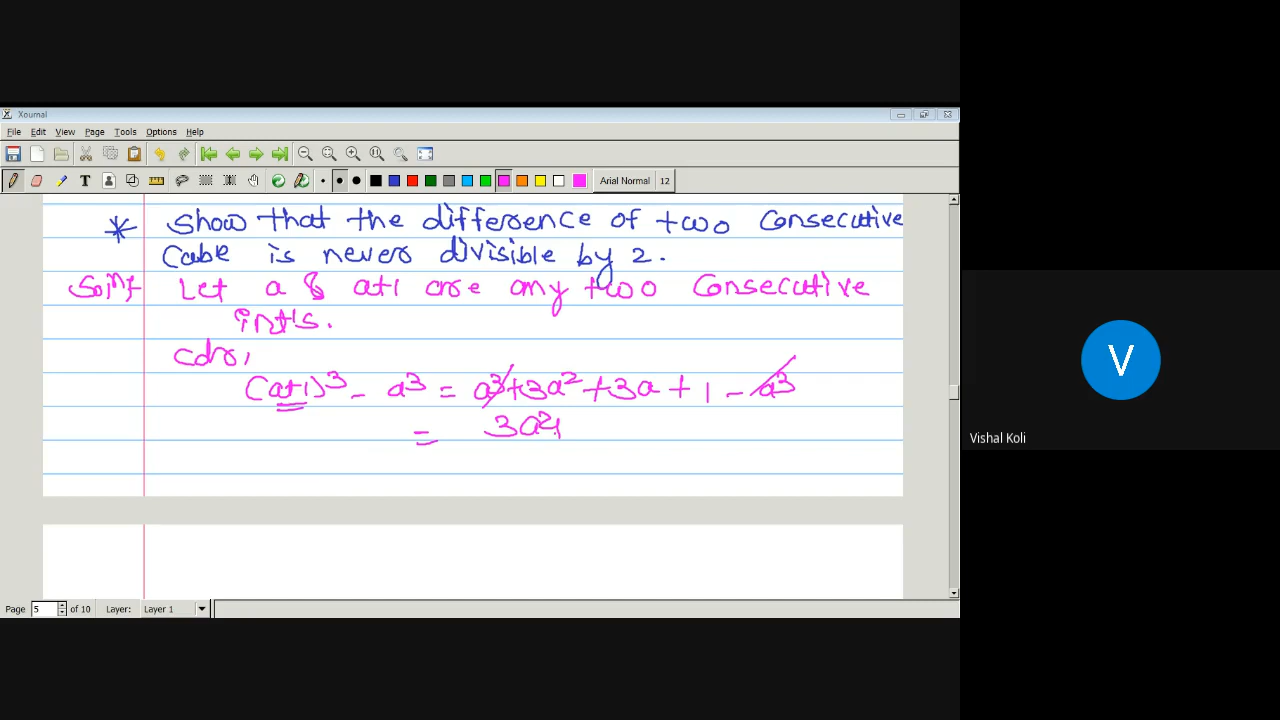 Xournal
File Edit View Page Tools Options Help
Arial Normal 12
* Show that the difference of two Consecutive
Cube is never divisible by 2.
Soln: Let a & a+1 are any two Consecutive
int's.
(a+1)³ - a³ = a³+3a²+3a+1-a³
= 3a²+
Page 5 of 10 Layer: Layer 1
V
Vishal Koli